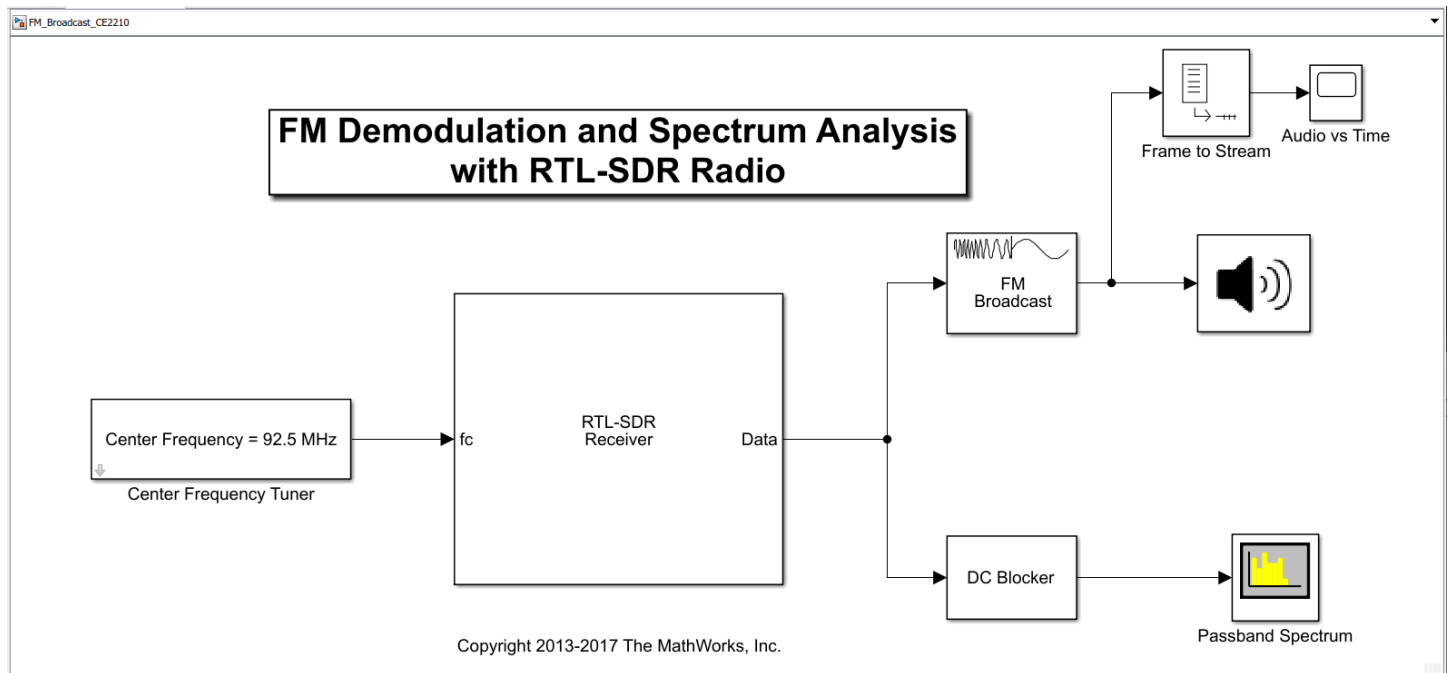 FM_Broadcast_CE2210
FM Demodulation and Spectrum Analysis
with RTL-SDR Radio
Frame to Stream
Audio vs Time
FM
Broadcast
Center Frequency = 92.5 MHz
Center Frequency Tuner
fc
RTL-SDR
Receiver
Data
DC Blocker
Passband Spectrum
Copyright 2013-2017 The MathWorks, Inc.